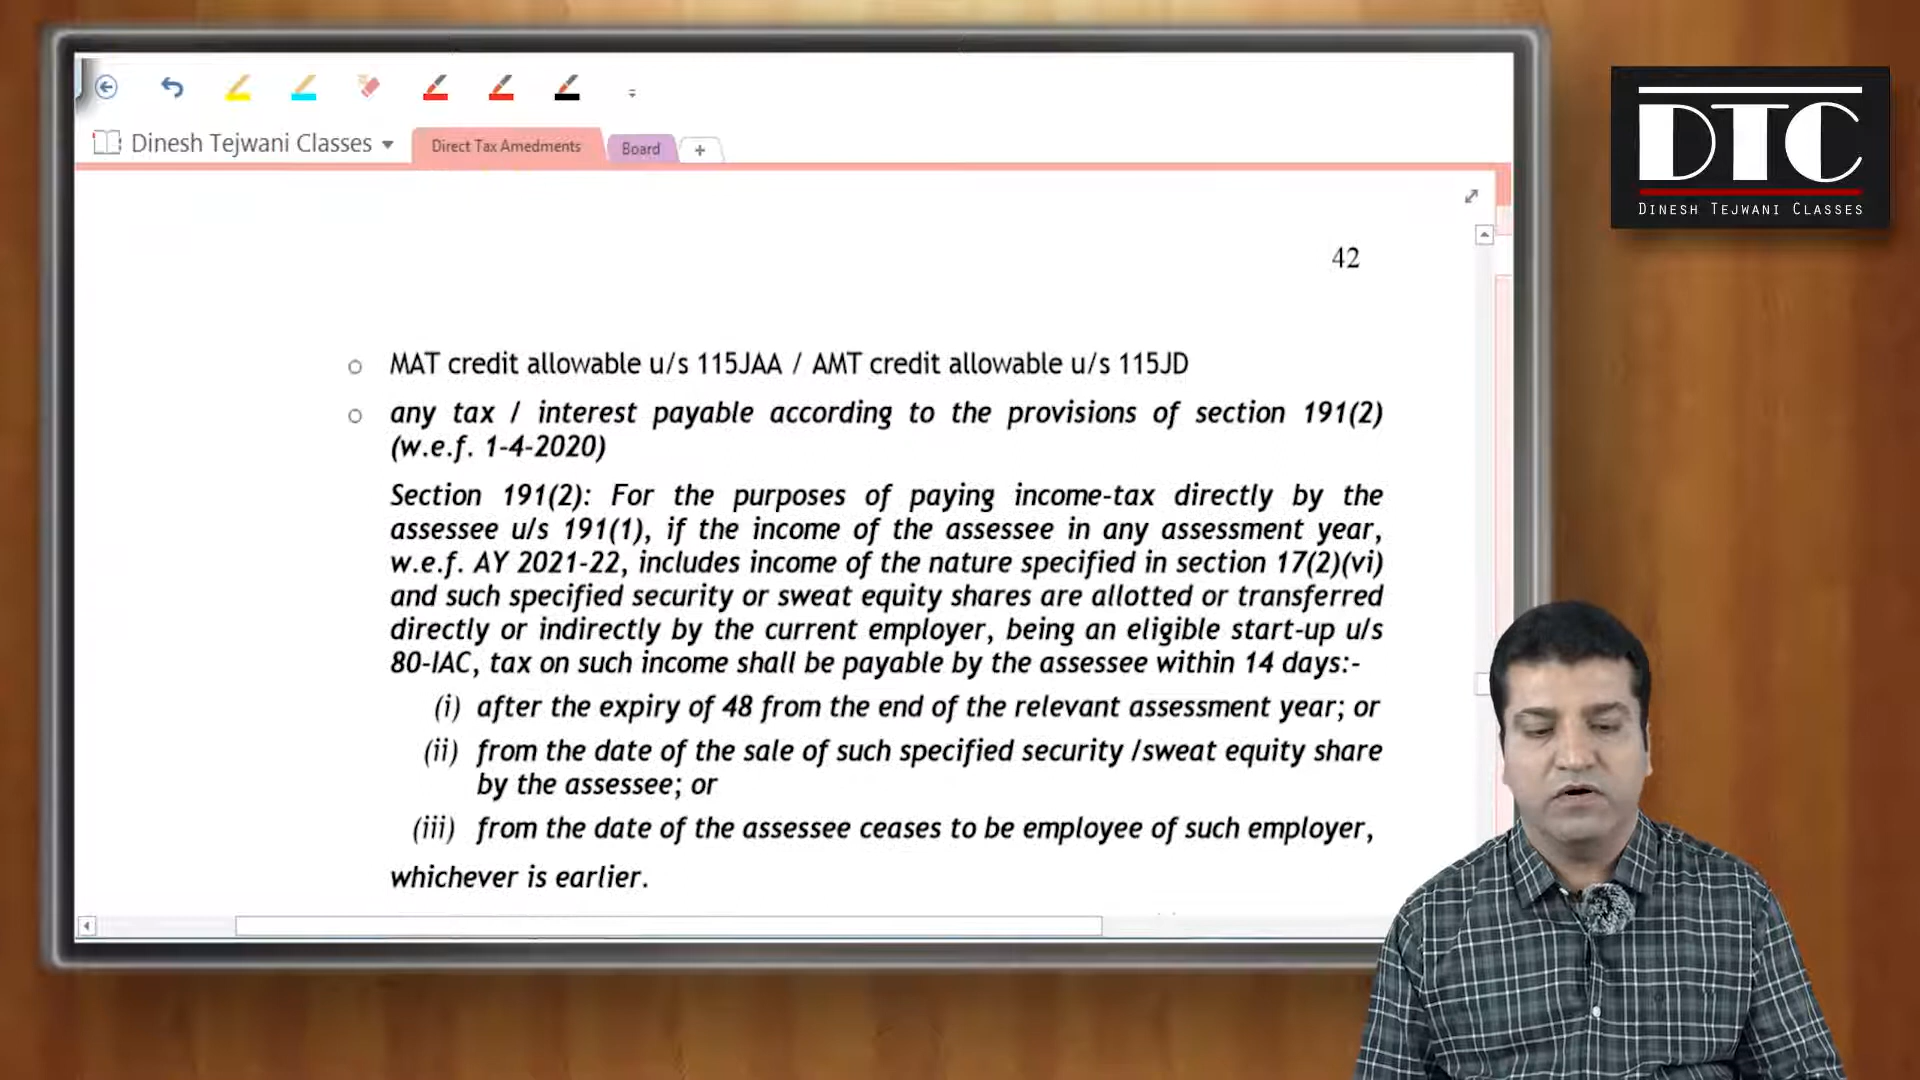 DTC
DINESH TEJWANI CLASSES
Dinesh Tejwani Classes
Direct Tax Amedments
Board
+
42
o MAT credit allowable u/s 115JAA / AMT credit allowable u/s 115JD
o any tax / interest payable according to the provisions of section 191(2)
(w.e.f. 1-4-2020)
Section 191(2): For the purposes of paying income-tax directly by the
assessee u/s 191(1), if the income of the assessee in any assessment year,
w.e.f. AY 2021-22, includes income of the nature specified in section 17(2)(vi)
and such specified security or sweat equity shares are allotted or transferred
directly or indirectly by the current employer, being an eligible start-up u/s
80-IAC, tax on such income shall be payable by the assessee within 14 days:-
(i) after the expiry of 48 from the end of the relevant assessment year; or
(ii) from the date of the sale of such specified security /sweat equity share
by the assessee; or
(iii) from the date of the assessee ceases to be employee of such employer,
whichever is earlier.